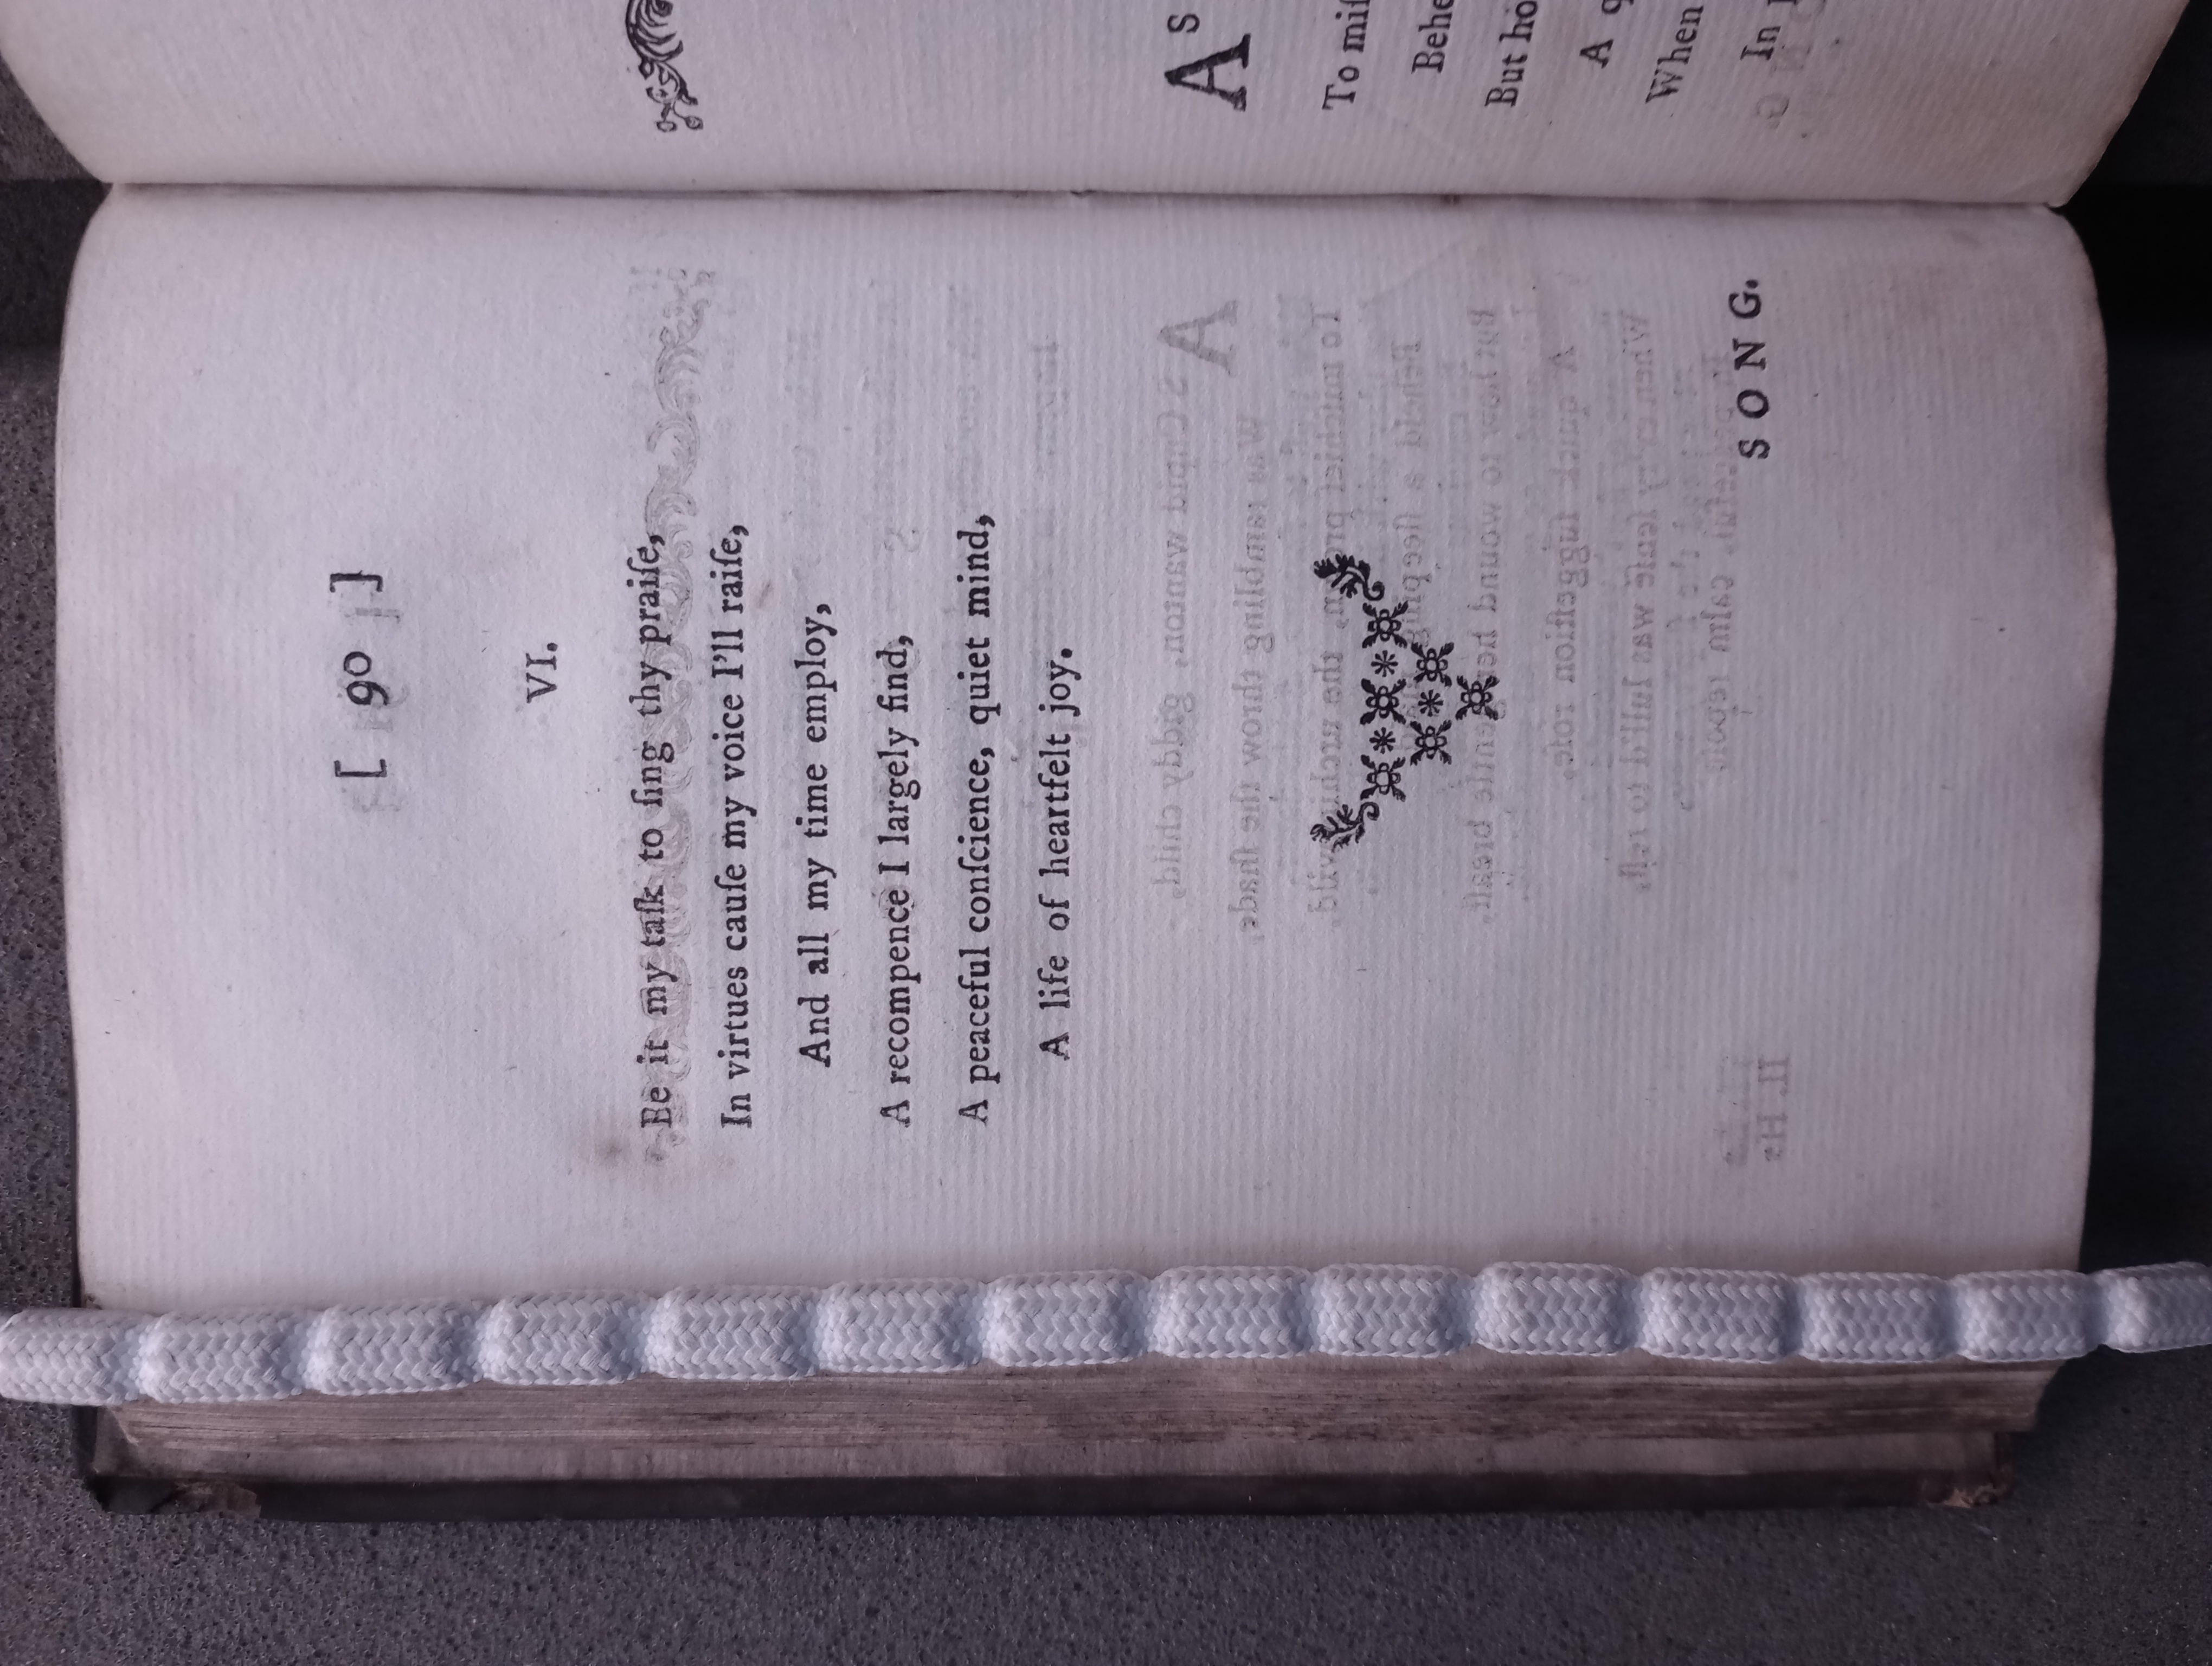 [ 90 ]
VI.
Be it my taſk to ſing thy praiſe,
In virtues cauſe my voice I'll raiſe,
And all my time employ,
A recompence I largely find,
A peaceful conſcience, quiet mind,
A life of heartfelt joy.
SONG.
AS
To miſ
Behe
But ho
A q
When
In